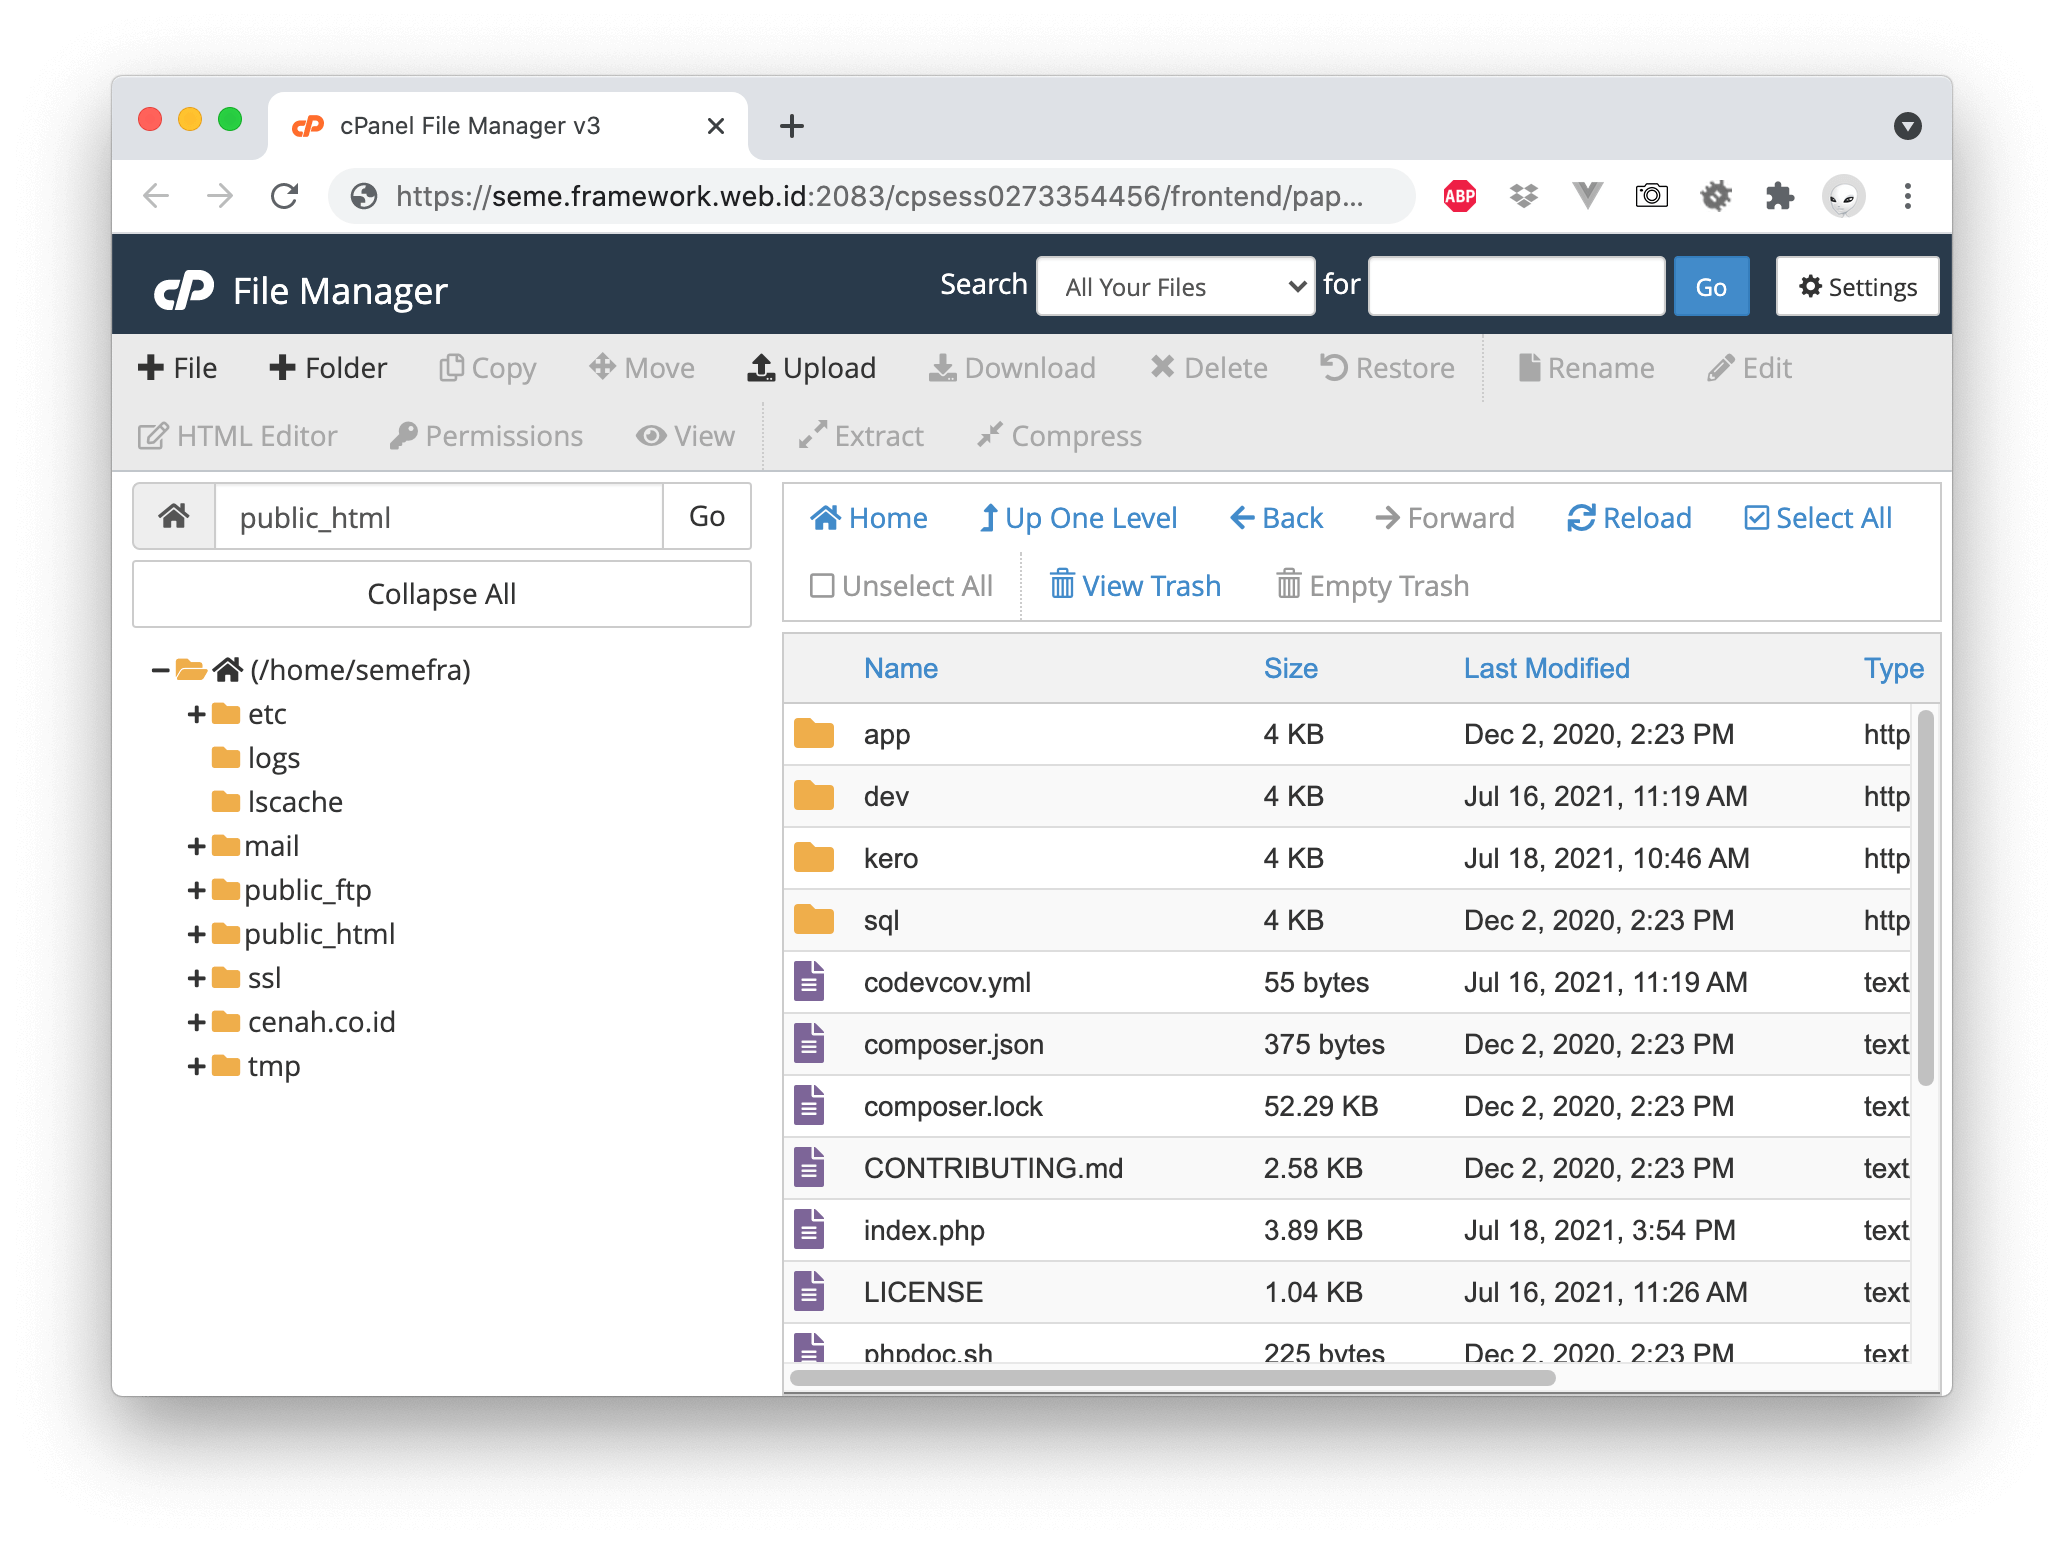 cPanel File Manager v3
https://seme.framework.web.id:2083/cpsess0273354456/frontend/pap...
ABP
cP File Manager Search All Your Files for Go Settings
File Folder Copy Move Upload Download Delete Restore Rename Edit
HTML Editor Permissions View Extract Compress
public_html Go
Collapse All
(/home/semefra)
etc
logs
lscache
mail
public_ftp
public_html
ssl
cenah.co.id
tmp
Home Up One Level Back Forward Reload Select All
Unselect All View Trash Empty Trash
Name Size Last Modified Type
app 4 KB Dec 2, 2020, 2:23 PM http
dev 4 KB Jul 16, 2021, 11:19 AM http
kero 4 KB Jul 18, 2021, 10:46 AM http
sql 4 KB Dec 2, 2020, 2:23 PM http
codevcov.yml 55 bytes Jul 16, 2021, 11:19 AM text
composer.json 375 bytes Dec 2, 2020, 2:23 PM text
composer.lock 52.29 KB Dec 2, 2020, 2:23 PM text
CONTRIBUTING.md 2.58 KB Dec 2, 2020, 2:23 PM text
index.php 3.89 KB Jul 18, 2021, 3:54 PM text
LICENSE 1.04 KB Jul 16, 2021, 11:26 AM text
phpdoc.sh 225 bytes Dec 2, 2020, 2:23 PM text